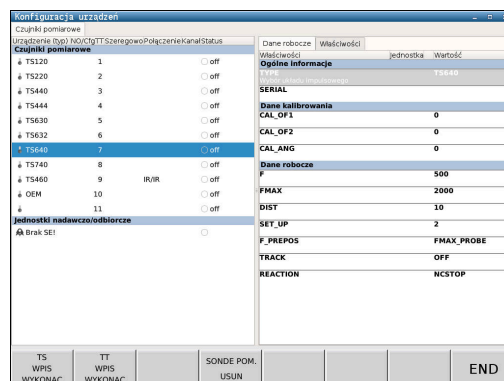 Konfiguracja urządzeń
Czujniki pomiarowe
Urządzenie (typ) NO/CfgTT Szeregowo Połączenie Kanał Status
Czujniki pomiarowe
TS120 1 off
TS220 2 off
TS440 3 off
TS444 4 off
TS630 5 off
TS632 6 off
TS640 7 off
TS740 8 off
TS460 9 IR/IR off
OEM 10 off
11 off
Jednostki nadawczo/odbiorcze
Brak SE!
Dane robocze Właściwości
Właściwości Jednostka Wartość
Ogólne informacje
TYPE TS640
Wybór układu impulsowego
SERIAL
Dane kalibrowania
CAL_OF1 0
CAL_OF2 0
CAL_ANG 0
Dane robocze
F 500
FMAX 2000
DIST 10
SET_UP 2
F_PREPOS FMAX_PROBE
TRACK OFF
REACTION NCSTOP
TS
WPIS
WYKONAC
TT
WPIS
WYKONAC
SONDE POM.
USUN
END